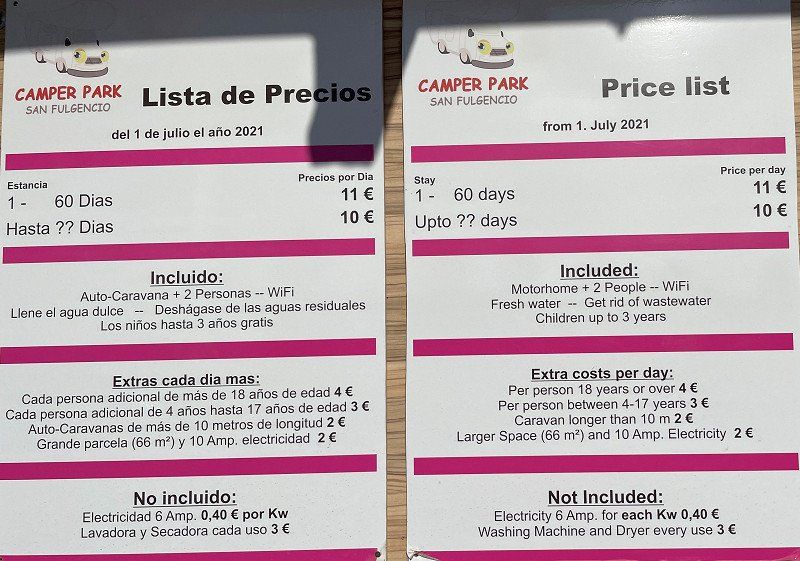 CAMPER PARK
SAN FULGENCIO
Lista de Precios
del 1 de julio el año 2021
Estancia
Precios por Dia
1 - 60 Dias 11 €
Hasta ?? Dias 10 €
Incluido:
Auto-Caravana + 2 Personas -- WiFi
Llene el agua dulce -- Deshágase de las aguas residuales
Los niños hasta 3 años gratis
Extras cada dia mas:
Cada persona adicional de más de 18 años de edad 4 €
Cada persona adicional de 4 años hasta 17 años de edad 3 €
Auto-Caravanas de más de 10 metros de longitud 2 €
Grande parcela (66 m²) y 10 Amp. electricidad 2 €
No incluido:
Electricidad 6 Amp. 0,40 € por Kw
Lavadora y Secadora cada uso 3 €
CAMPER PARK
SAN FULGENCIO
Price list
from 1. July 2021
Stay
Price per day
1 - 60 days 11 €
Upto ?? days 10 €
Included:
Motorhome + 2 People -- WiFi
Fresh water -- Get rid of wastewater
Children up to 3 years
Extra costs per day:
Per person 18 years or over 4 €
Per person between 4-17 years 3 €
Caravan longer than 10 m 2 €
Larger Space (66 m²) and 10 Amp. Electricity 2 €
Not Included:
Electricity 6 Amp. for each Kw 0,40 €
Washing Machine and Dryer every use 3 €